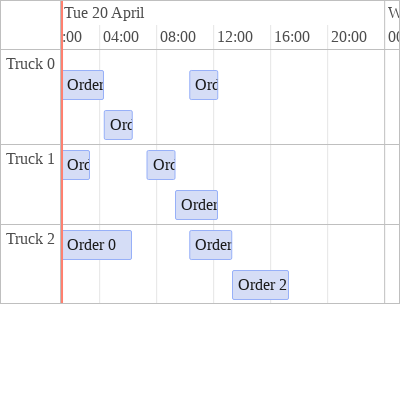 Tue 20 April W
:00 04:00 08:00 12:00 16:00 20:00 00
Truck 0
Order Ord
Ord
Truck 1
Ord Ord
Order
Truck 2
Order 0 Order
Order 2